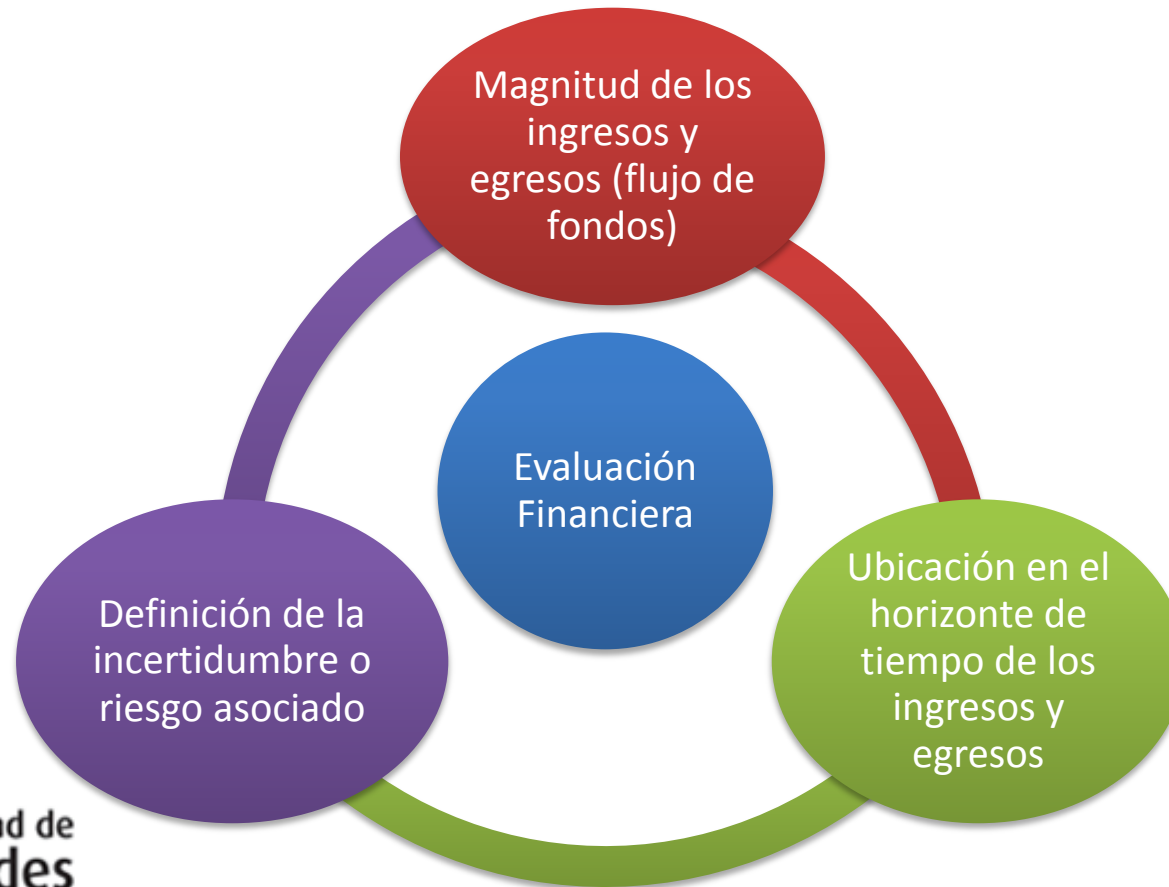 Magnitud de los
ingresos y
egresos (flujo de
fondos)
Evaluación
Financiera
Ubicación en el
horizonte de
tiempo de los
ingresos y
egresos
Definición de la
incertidumbre o
riesgo asociado
ad de
des